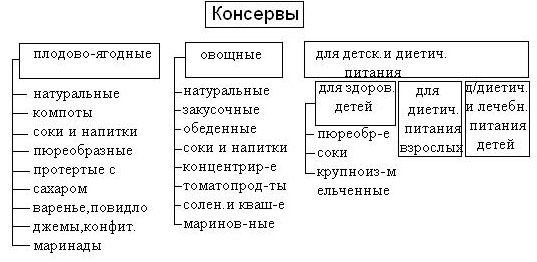 Консервы
плодово-ягодные
натуральные
компоты
соки и напитки
пюреобразные
протертые с
сахаром
варенье,повидло
джемы,конфит.
маринады
овощные
натуральные
закусочные
обеденные
соки и напитки
концентрир-е
томатопрод-ты
солен.и кваш-е
маринов-ные
для детск.и диетич.
питания
для здоров.
детей
пюреобр-е
соки
крупноиз-м
ельченные
для
диетич.
питания
взрослых
д/диетич.
и лечебн.
питания
детей